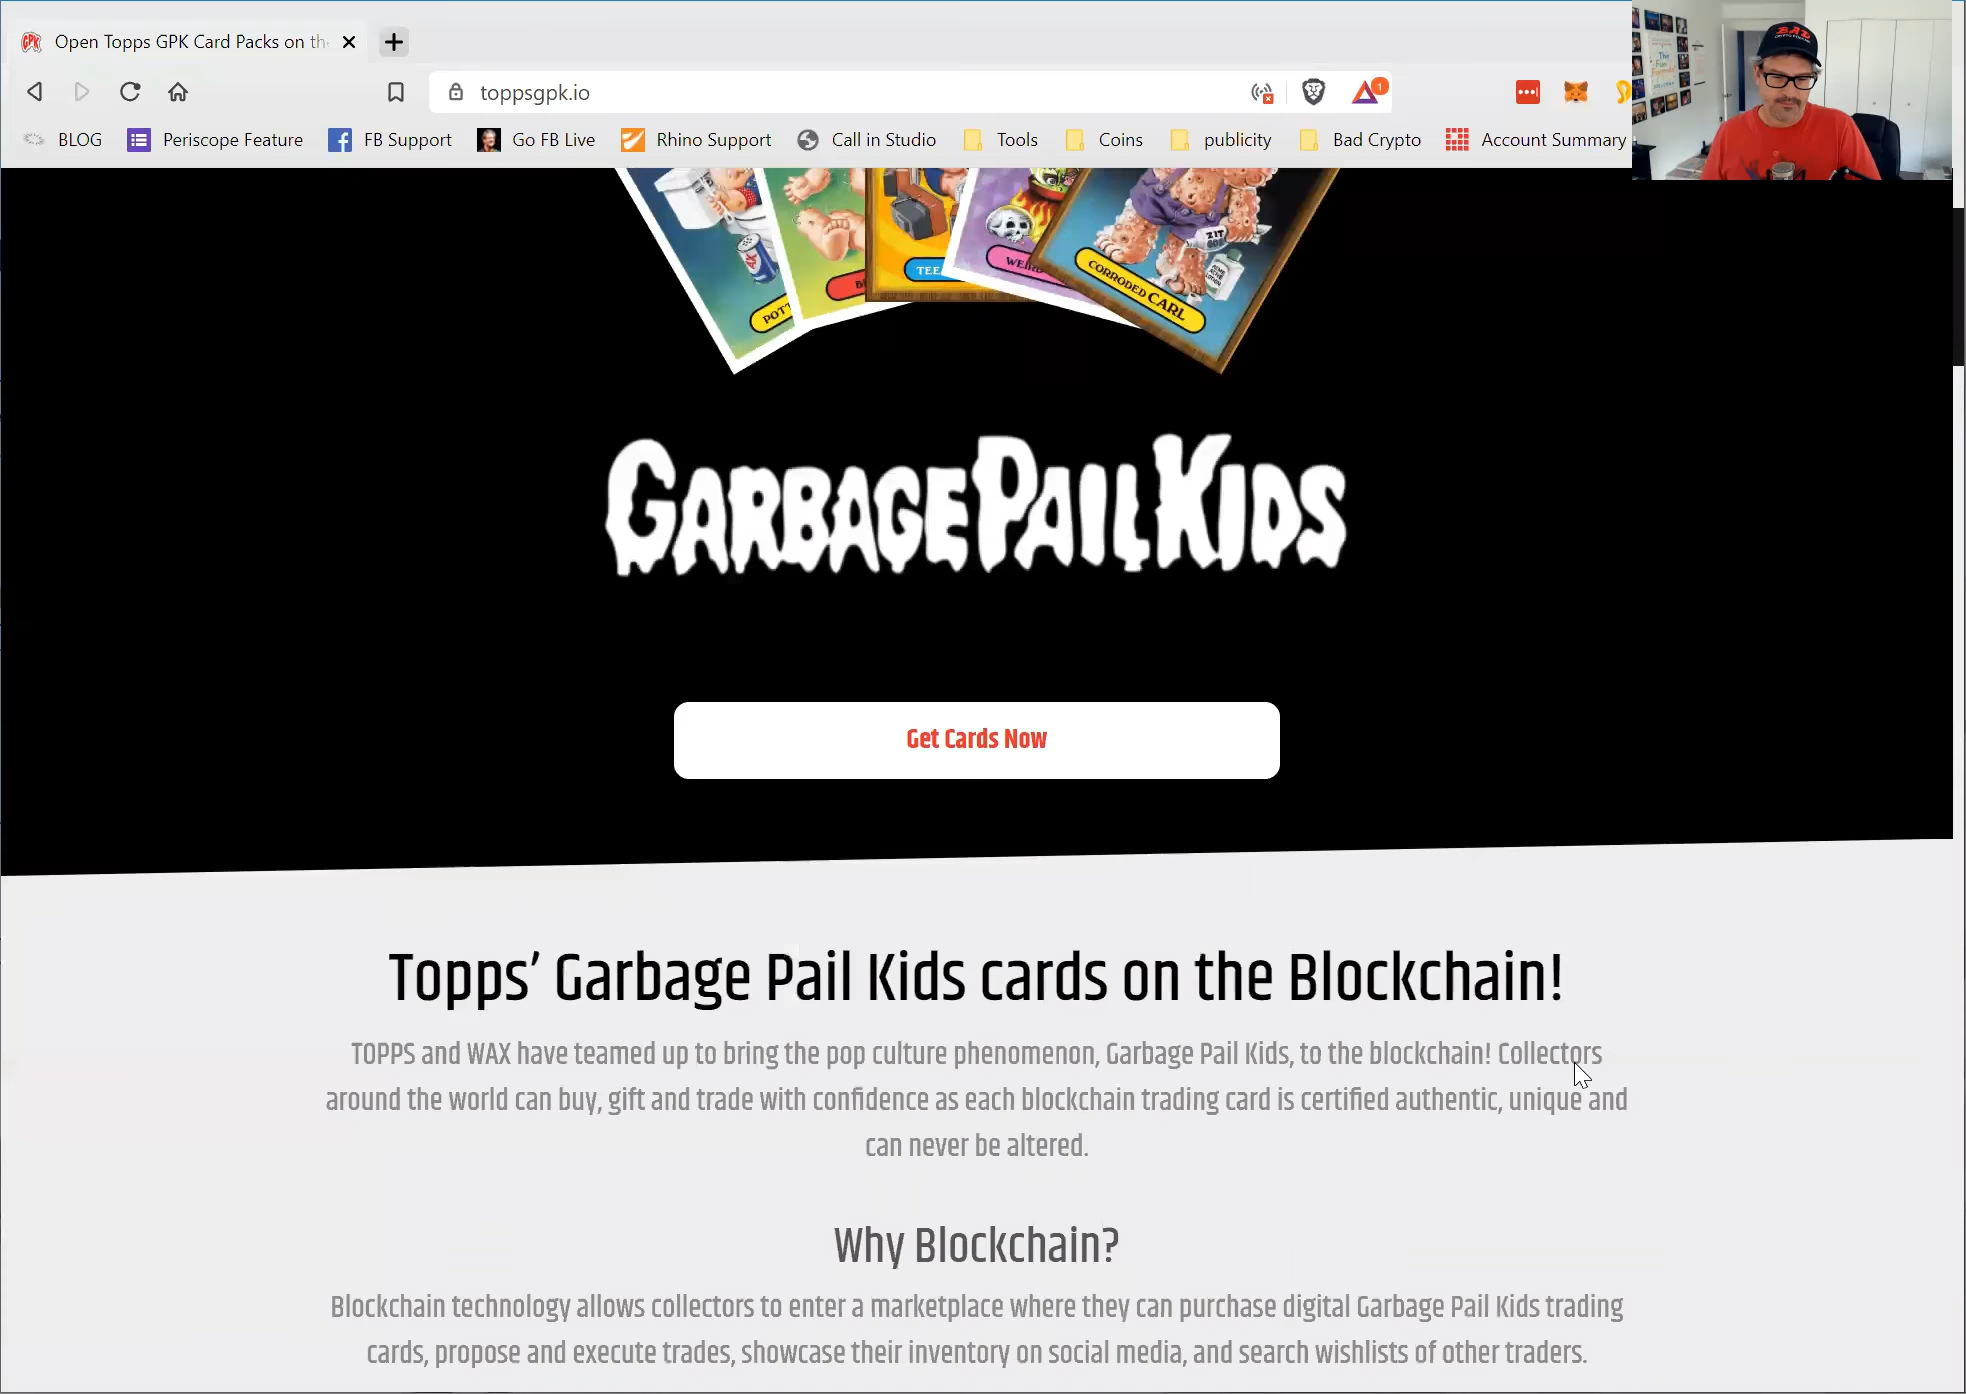 Open Topps GPK Card Packs on th
toppsgpk.io
1
BLOG
Periscope Feature
FB Support
Go FB Live
Rhino Support
Call in Studio
Tools
Coins
publicity
Bad Crypto
Account Summary
BAD
ZIT
CORRODED CARL
GARBAGE PAIL KIDS
Get Cards Now
Topps’ Garbage Pail Kids cards on the Blockchain!
TOPPS and WAX have teamed up to bring the pop culture phenomenon, Garbage Pail Kids, to the blockchain! Collectors
around the world can buy, gift and trade with confidence as each blockchain trading card is certified authentic, unique and
can never be altered.
Why Blockchain?
Blockchain technology allows collectors to enter a marketplace where they can purchase digital Garbage Pail Kids trading
cards, propose and execute trades, showcase their inventory on social media, and search wishlists of other traders.